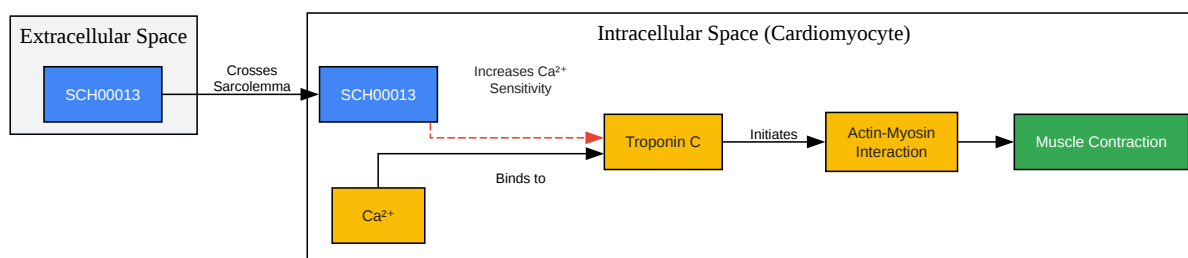 Extracellular Space
SCH00013
Crosses
Sarcolemma
Intracellular Space (Cardiomyocyte)
SCH00013
Increases Ca²⁺
Sensitivity
Ca²⁺
Binds to
Troponin C
Initiates
Actin-Myosin
Interaction
Muscle Contraction